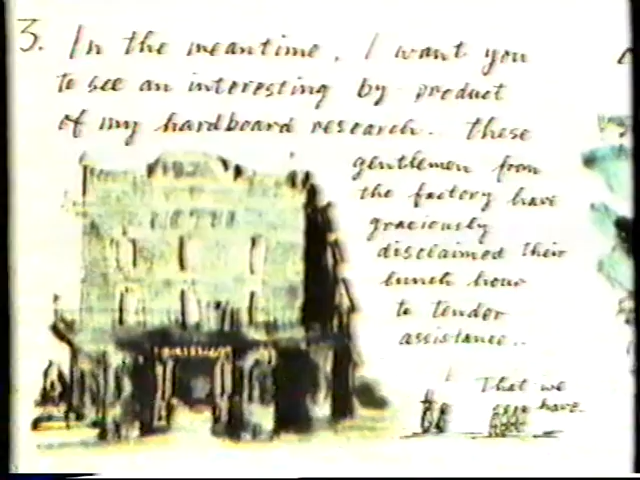 3. In the meantime, I want you
to see an interesting by product
of my hardboard research. These
gentlemen from
the factory have
graciously
disclaimed their
lunch hour
to tender
assistance..
That we
have.